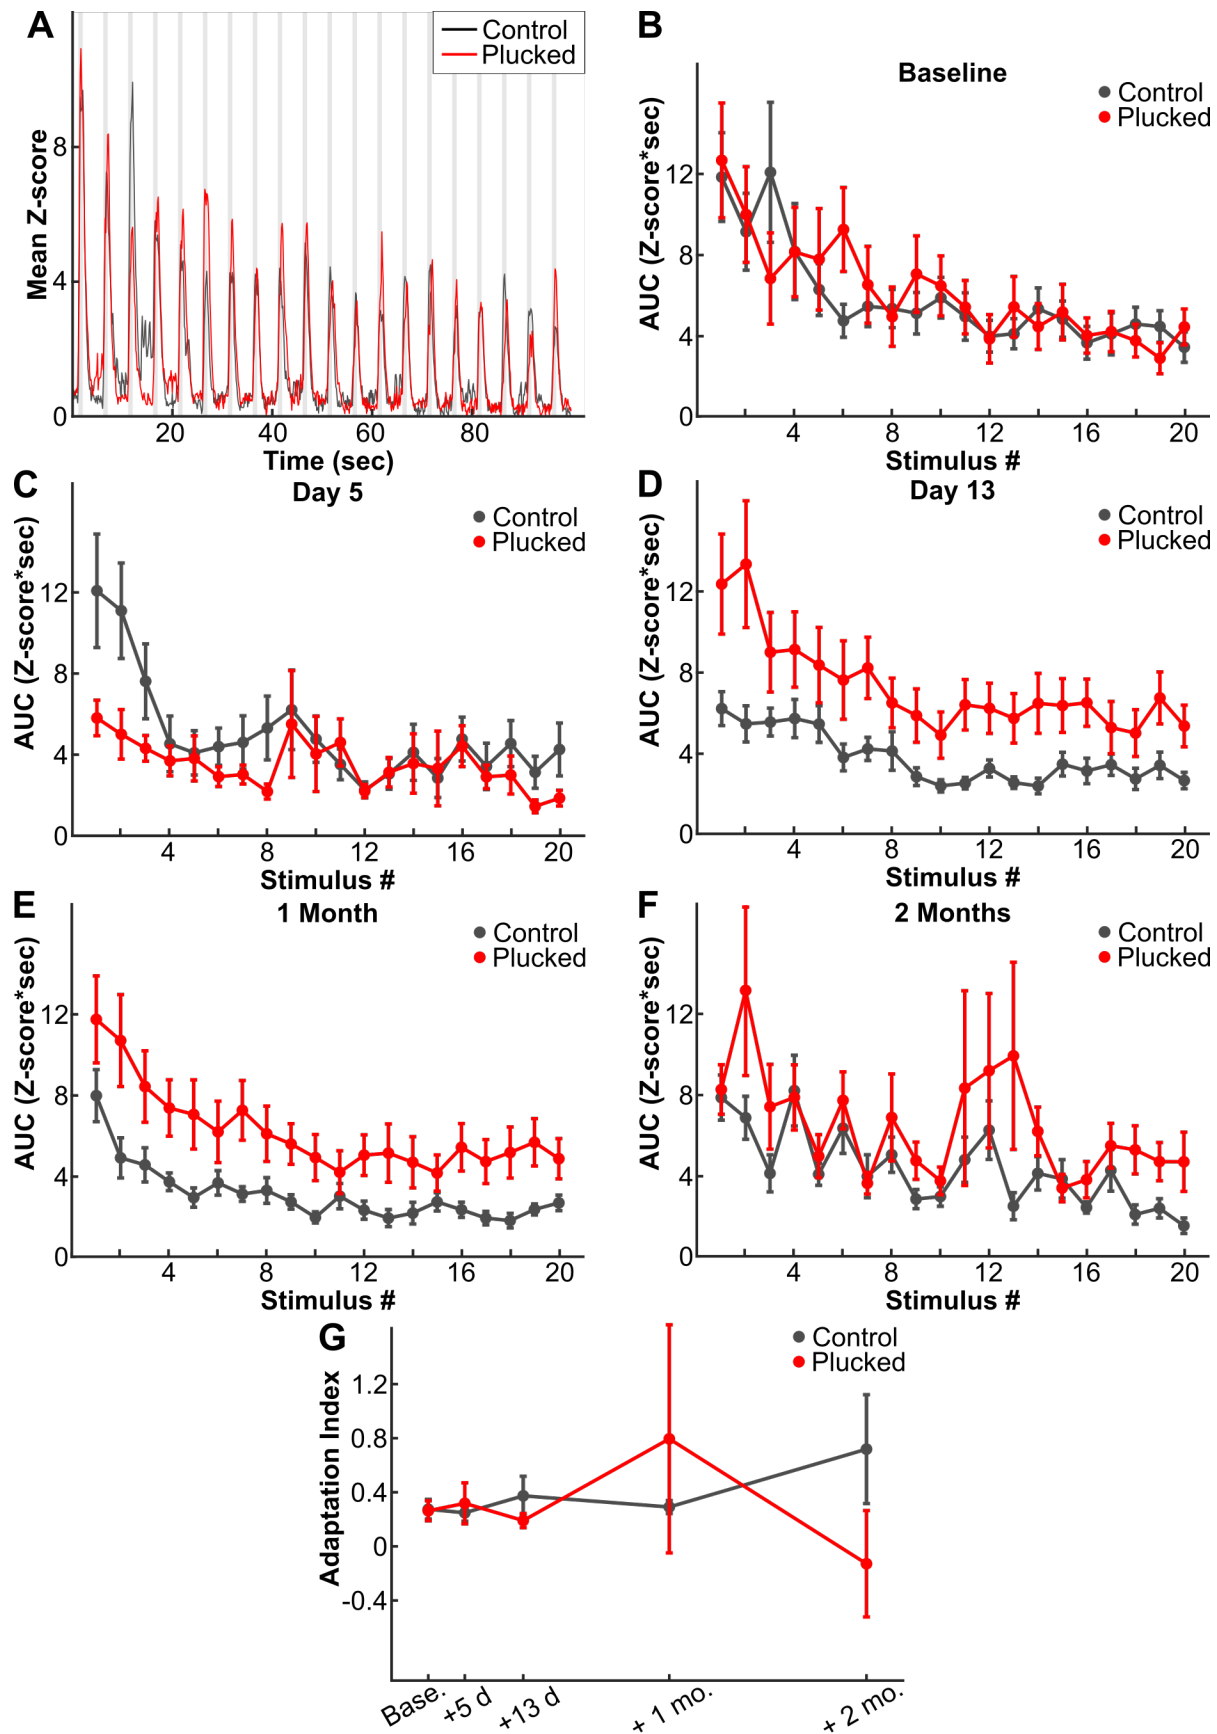 A
Control
Plucked
Mean Z-score
8
4
0
20
40
60
80
Time (sec)
B
Baseline
Control
Plucked
AUC (Z-score*sec)
12
8
4
0
4
8
12
16
20
Stimulus #
C
Day 5
Control
Plucked
AUC (Z-score*sec)
12
8
4
0
4
8
12
16
20
Stimulus #
D
Day 13
Control
Plucked
AUC (Z-score*sec)
12
8
4
0
4
8
12
16
20
Stimulus #
E
1 Month
Control
Plucked
AUC (Z-score*sec)
12
8
4
0
4
8
12
16
20
Stimulus #
F
2 Months
Control
Plucked
AUC (Z-score*sec)
12
8
4
0
4
8
12
16
20
Stimulus #
G
Control
Plucked
Adaptation Index
1.2
0.8
0.4
0
-0.4
Base.
+5 d
+13 d
+ 1 mo.
+ 2 mo.